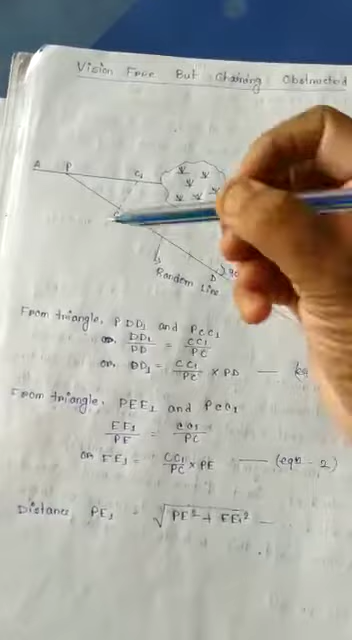 Vision Free But Chaining Obstructed
A P C₁
Random Line D 90
From triangle, PDD₁ and PCC₁
or, DD₁/PD = CC₁/PC
or, DD₁ = CC₁/PC × PD —
From triangle, PEE₁ and PCC₁
EE₁/PE = CC₁/PC
or EE₁ = CC₁/PC × PE — (eqn - 2)
Distance PE₁ = √PE² + EE₁² —